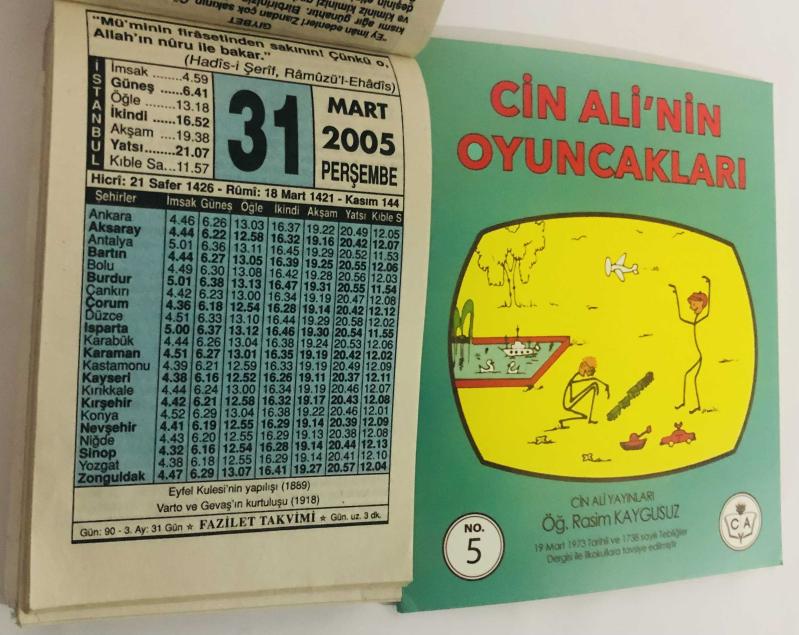 "Ey îmân edenler! Zandan çok sakının. Ç
GIYBET
"Mü'minin firâsetinden sakının! Çünkü o,
Allah'ın nûru ile bakar."
(Hadîs-i Şerîf, Râmûzü'l-Ehâdîs)
İSTANBUL
İmsak ........4.59
Güneş ......6.41
Öğle .........13.18
İkindi .......16.52
Akşam .....19.38
Yatsı.......21.07
Kıble Sa...11.57
31
MART
2005
PERŞEMBE
Hicrî: 21 Safer 1426 - Rûmî: 18 Mart 1421 - Kasım 144
Şehirler İmsak Güneş Öğle İkindi Akşam Yatsı Kıble S
Ankara 4.46 6.26 13.03 16.37 19.22 20.49 12.05
Aksaray 4.44 6.22 12.58 16.32 19.16 20.42 12.07
Antalya 5.01 6.36 13.11 16.45 19.29 20.52 11.53
Bartın 4.44 6.27 13.05 16.39 19.25 20.55 12.06
Bolu 4.49 6.30 13.08 16.42 19.28 20.56 12.03
Burdur 5.01 6.38 13.13 16.47 19.31 20.55 11.54
Çankırı 4.42 6.23 13.00 16.34 19.19 20.47 12.08
Çorum 4.36 6.18 12.54 16.28 19.14 20.42 12.12
Düzce 4.51 6.33 13.10 16.44 19.29 20.58 12.02
Isparta 5.00 6.37 13.12 16.46 19.30 20.54 11.55
Karabük 4.44 6.26 13.04 16.38 19.24 20.53 12.06
Karaman 4.51 6.27 13.01 16.35 19.19 20.42 12.02
Kastamonu 4.39 6.21 12.59 16.33 19.19 20.49 12.09
Kayseri 4.38 6.16 12.52 16.26 19.11 20.37 12.11
Kırıkkale 4.44 6.24 13.00 16.34 19.19 20.46 12.07
Kırşehir 4.42 6.21 12.58 16.32 19.17 20.43 12.08
Konya 4.52 6.29 13.04 16.38 19.22 20.46 12.01
Nevşehir 4.41 6.19 12.55 16.29 19.14 20.39 12.09
Niğde 4.43 6.20 12.55 16.29 19.13 20.38 12.08
Sinop 4.32 6.16 12.54 16.28 19.14 20.44 12.13
Yozgat 4.38 6.18 12.55 16.29 19.14 20.41 12.10
Zonguldak 4.47 6.29 13.07 16.41 19.27 20.57 12.04
Eyfel Kulesi'nin yapılışı (1889)
Varto ve Gevaş'ın kurtuluşu (1918)
Gün: 90 - 3. Ay: 31 Gün ★ FAZİLET TAKVİMİ ★ Gün. uz. 3 dk.
CİN ALİ'NİN
OYUNCAKLARI
CİN ALİ YAYINLARI
Öğ. Rasim KAYGUSUZ
19 Mart 1973 Tarihli ve 1738 sayılı Tebliğler
Dergisi ile ilkokullara tavsiye edilmiştir
NO.
5
C A